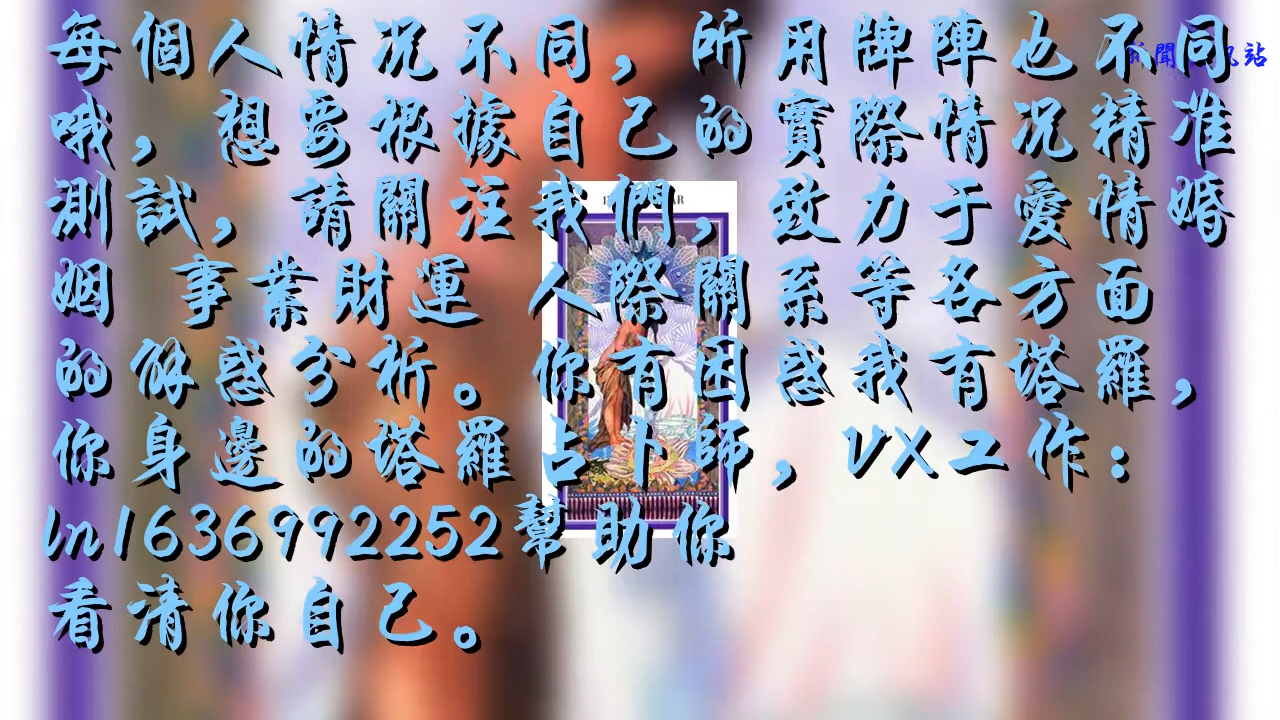 每個人情况不同，所用牌陣也不同
哦，想要根據自己的實際情况精准
測試，請關注我們，致力于愛情婚
姻 事業財運 人際關系等各方面
的解惑分析。你有困惑我有塔羅，
你身邊的塔羅占卜師，VX工作：
ln1636992252幫助你
看清你自己。